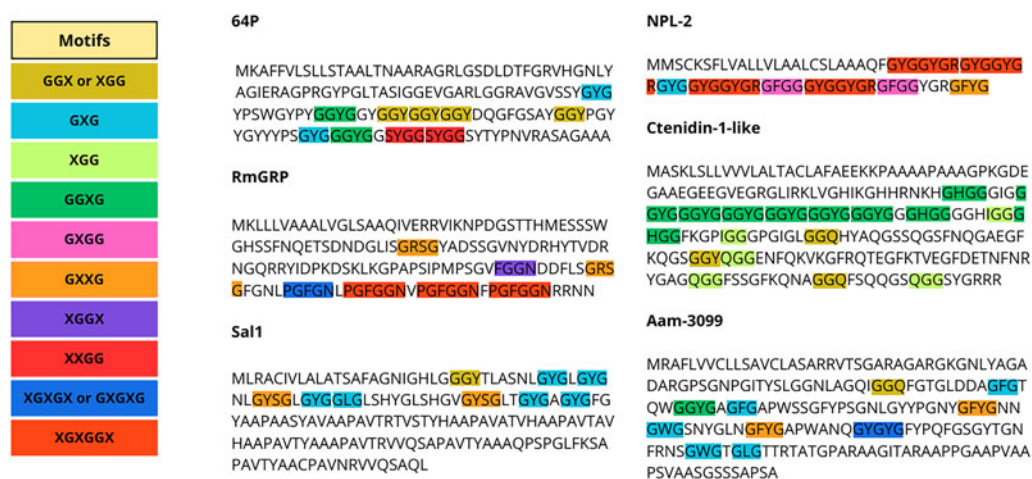 Motifs
GGX or XGG
GXG
XGG
GGXG
GXGG
GXXG
XGGX
XXGG
XGXGX or GXGXG
XGXGGX
64P
MKAFFVLSLLSTAALTNAARAGRLGSDLDTFGRVHGNLY
AGIERAGPRGYPGLTASIGGEVGARLGGRAVGVSSYGYG
YPSWGYPYGGYGGYGGYGGYGGYDQGFGSAYGGYPGY
YGYYYPSGYGGGYGGSYGGSYGGSYTYPNVRASAGAAA
RmGRP
MKLLLVAAALVGLSAAQIVERRVIKNPDGSTTHMESSSW
GHSSFNQETSDNDGLISGRSGYADSSGVNYDRHYTVDR
NGQRRYIDPKDSKLKGPAPSIPMPSGVFGGNDDFLSGRS
GFGNLPGFGNLPGFGGNVPGFGGNFPGFGGNRRNN
Sal1
MLRACIVLALATSAFAGNIGHLGGGYTLASNLGYGLGYG
NLGYSGLGYGGLGLSHYGLSHGVGYSGLTGYGAGYGFG
YAAPAASYAVAAPAVTRTVSTYHAAPAVATVHAAPAVTAV
HAAPAVTYAAAPAVTRVVQSAPAVTYAAAQPSPGLFKSA
PAVTYAACPAVNRVVQSAQL
NPL-2
MMSCKSFLVALLVLAALCSLAAAQFGYGGYGRGYGGYG
RGYGGYGGYGRGFGGGYGGYGRGFGGYGRGFYG
Ctenidin-1-like
MASKLSLLVVVLALTACLAFAEEKKPAAAAPAAAGPKGDE
GAAEGEEGVEGRGLIRKLVGHIKGHHRNKHGHGGGIGG
GYGGGYGGGYGGGYGGGYGGGYGGGHGGGGHIGGG
HGGFKGPIGGGPGIGLGGQHYAQGSSQGSFNQGAEGF
KQGSGGYQGGENFQKVKGFRQTEGFKTVEGFDETNFNR
YGAGQGGFSSGFKQNAGGQFSQQGSQGGSYGRRR
Aam-3099
MRAFLVVCLLSAVCLASARRVTSGARAGARGKGNLYAGA
DARGPSGNPGITYSLGGNLAGQIGGQFGTGLDDAGFGT
QWGGYGAGFGAPWSSGFYPSGNLGYYPGNYGFYGNN
GWGSNYGLNGFYGAPWANQGYGYGFYPQFGSGYTGN
FRNSGWGTGLGTTRTATGPARAAGITARAAPPGAAPVAA
PSVAASGSSSAPSA